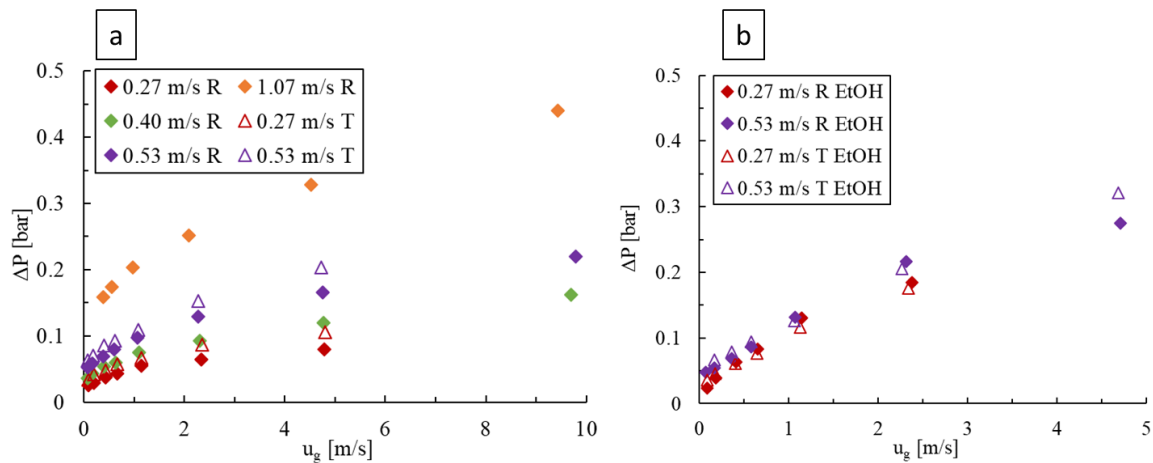 a
0.5
0.4
0.3
0.2
0.1
0
ΔP [bar]
0.27 m/s R
1.07 m/s R
0.40 m/s R
0.27 m/s T
0.53 m/s R
0.53 m/s T
0 2 4 6 8 10
u_g [m/s]
b
0.5
0.4
0.3
0.2
0.1
0
ΔP [bar]
0.27 m/s R EtOH
0.53 m/s R EtOH
0.27 m/s T EtOH
0.53 m/s T EtOH
0 1 2 3 4 5
u_g [m/s]